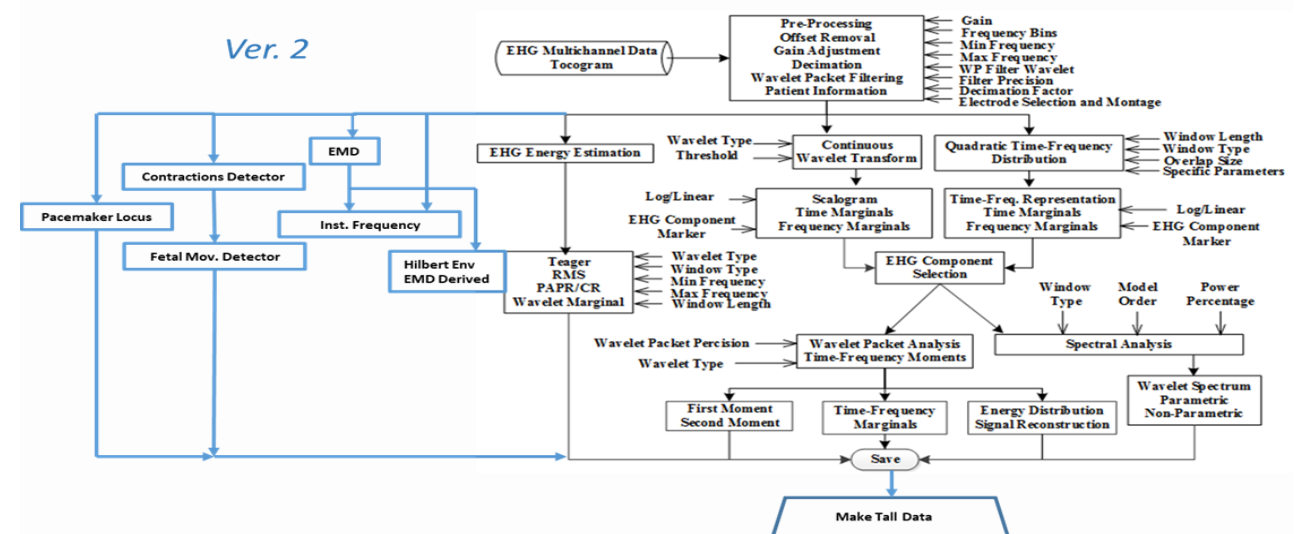 Ver. 2
EHG Multichannel Data
Tocogram
Pre-Processing
Offset Removal
Gain Adjustment
Decimation
Wavelet Packet Filtering
Patient Information
Gain
Frequency Bins
Min Frequency
Max Frequency
WP Filter Wavelet
Filter Precision
Decimation Factor
Electrode Selection and Montage
EMD
Contractions Detector
Pacemaker Locus
Inst. Frequency
Fetal Mov. Detector
Hilbert Env
EMD Derived
EHG Energy Estimation
Wavelet Type
Threshold
Continuous
Wavelet Transform
Quadratic Time-Frequency
Distribution
Window Length
Window Type
Overlap Size
Specific Parameters
Log/Linear
EHG Component
Marker
Scalogram
Time Marginals
Frequency Marginals
Time-Freq. Representation
Time Marginals
Frequency Marginals
Log/Linear
EHG Component
Marker
Teager
RMS
PAPR/CR
Wavelet Marginal
Wavelet Type
Window Type
Min Frequency
Max Frequency
Window Length
EHG Component
Selection
Window
Type
Model
Order
Power
Percentage
Wavelet Packet Percision
Wavelet Type
Wavelet Packet Analysis
Time-Frequency Moments
Spectral Analysis
First Moment
Second Moment
Time-Frequency
Marginals
Energy Distribution
Signal Reconstruction
Wavelet Spectrum
Parametric
Non-Parametric
Save
Make Tall Data